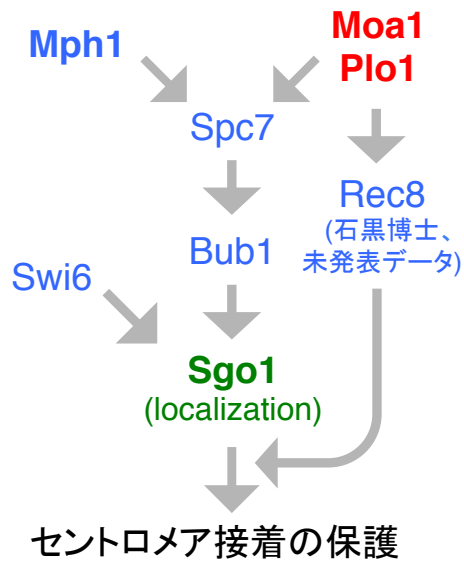 Mph1
Moa1
Plo1
Spc7
Rec8
(石黒博士、
未発表データ)
Bub1
Swi6
Sgo1
(localization)
セントロメア接着の保護